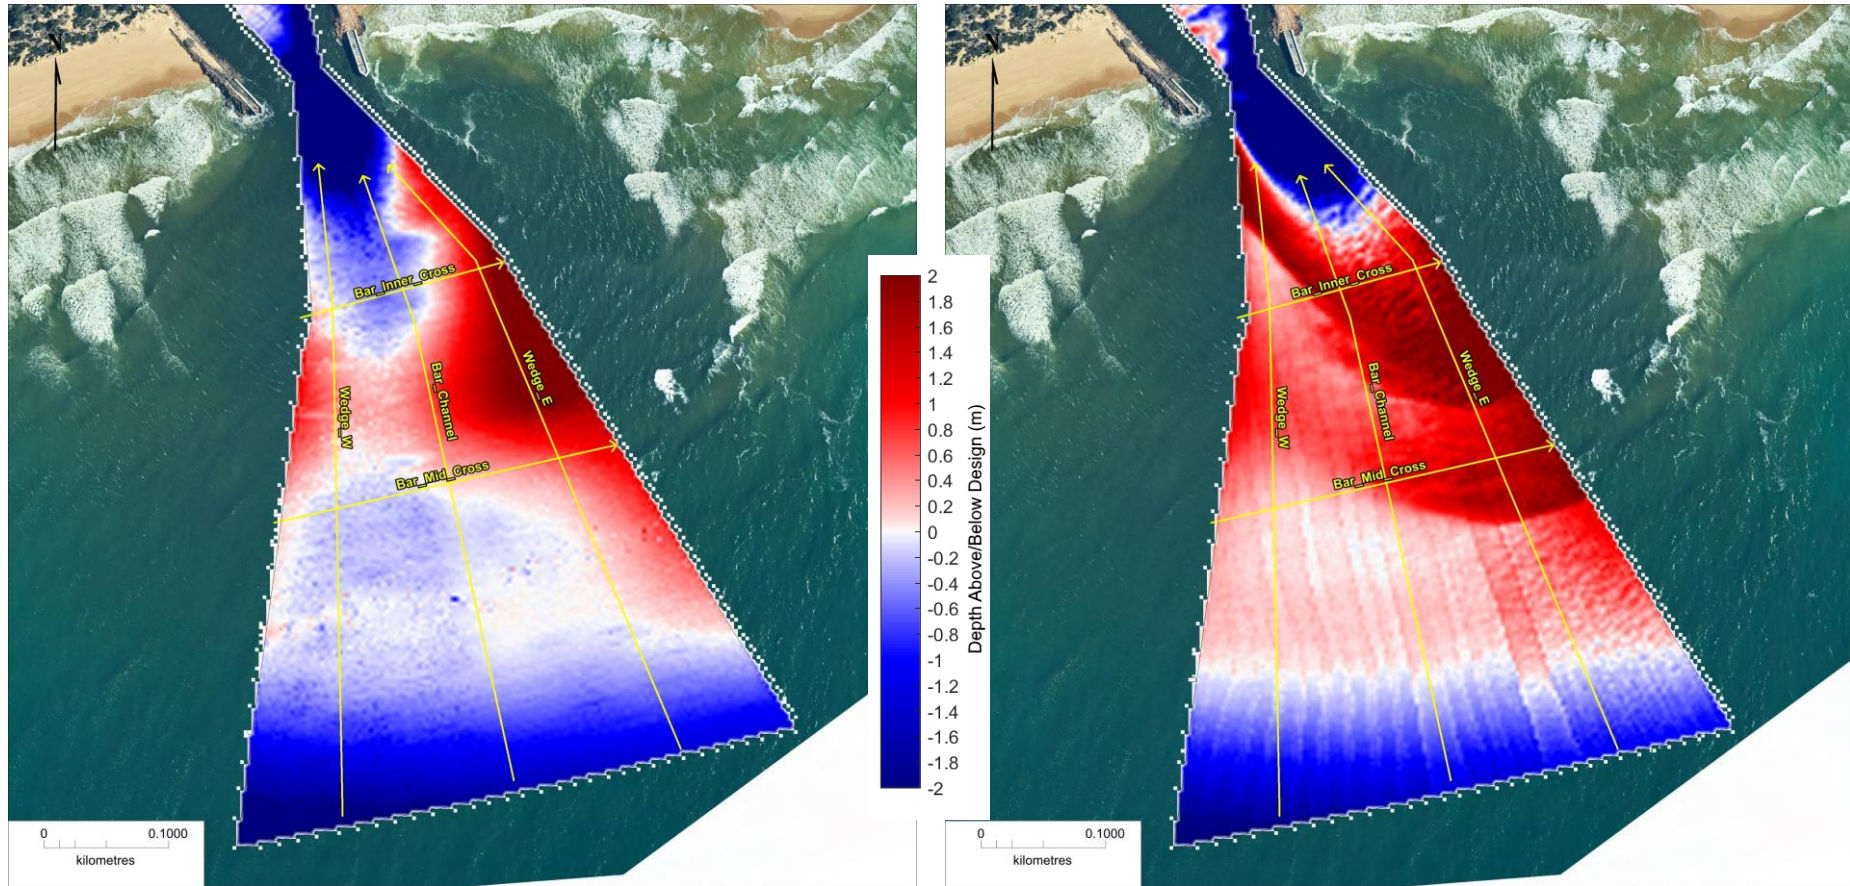 N
Bar_Inner_Cross
Wedge_W
Bar_Channel
Wedge_E
Bar_Mid_Cross
0 0.1000
kilometres
2
1.8
1.6
1.4
1.2
1
0.8
0.6
0.4
0.2
0
-0.2
-0.4
-0.6
-0.8
-1
-1.2
-1.4
-1.6
-1.8
-2
Depth Above/Below Design (m)
N
Bar_Inner_Cross
Wedge_W
Bar_Channel
Wedge_E
Bar_Mid_Cross
0 0.1000
kilometres